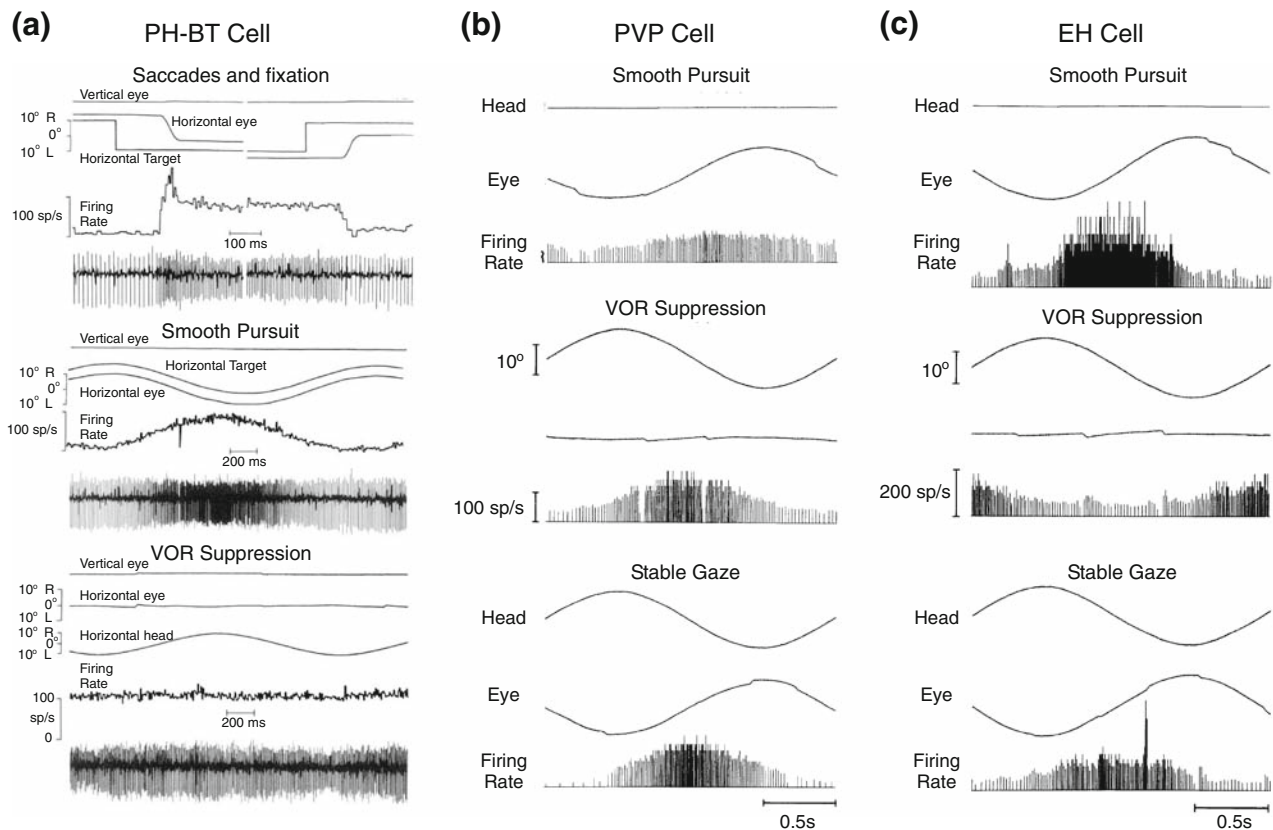 (a)
PH-BT Cell
Saccades and fixation
Vertical eye
10° R
Horizontal eye
0°
10° L
Horizontal Target
100 sp/s
Firing
Rate
100 ms
Smooth Pursuit
Vertical eye
Horizontal Target
10° R
0°
Horizontal eye
10° L
100 sp/s
Firing
Rate
200 ms
VOR Suppression
Vertical eye
10° R
Horizontal eye
0°
10° L
10° R
Horizontal head
0°
10° L
Firing
Rate
100
sp/s
200 ms
0
(b)
PVP Cell
Smooth Pursuit
Head
Eye
Firing
Rate
VOR Suppression
10°
100 sp/s
Stable Gaze
Head
Eye
Firing
Rate
0.5s
(c)
EH Cell
Smooth Pursuit
Head
Eye
Firing
Rate
VOR Suppression
10°
200 sp/s
Stable Gaze
Head
Eye
Firing
Rate
0.5s